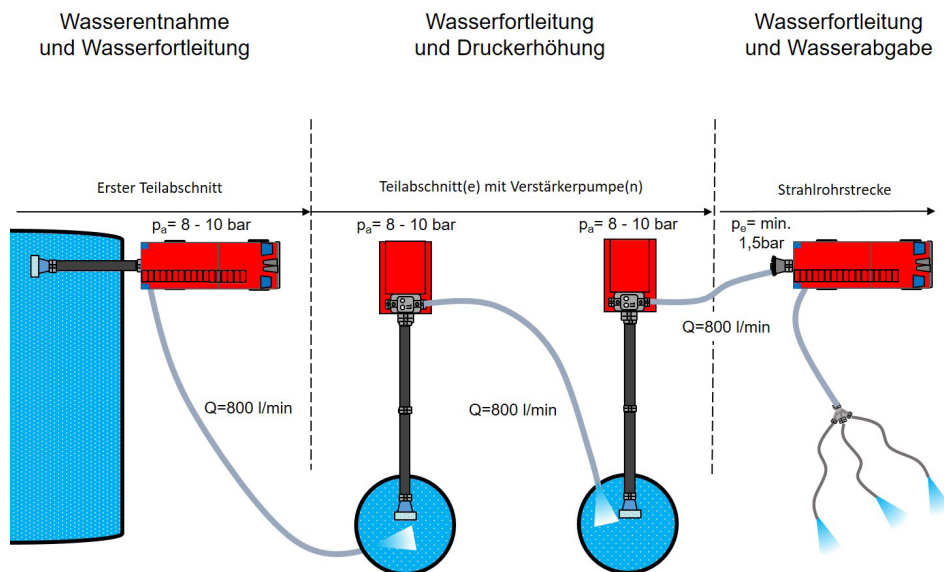 Wasserentnahme
und Wasserfortleitung
Wasserfortleitung
und Druckerhöhung
Wasserfortleitung
und Wasserabgabe
Erster Teilabschnitt
Teilabschnitt(e) mit Verstärkerpumpe(n)
Strahlrohrstrecke
pa= 8 - 10 bar
pa= 8 - 10 bar
pa= 8 - 10 bar
pe= min.
1,5bar
Q=800 l/min
Q=800 l/min
Q=800 l/min